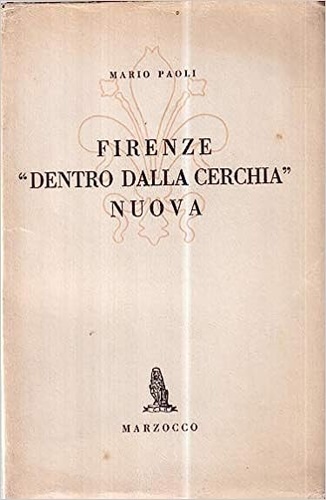 MARIO PAOLI
FIRENZE
“DENTRO DALLA CERCHIA”
NUOVA
MARZOCCO